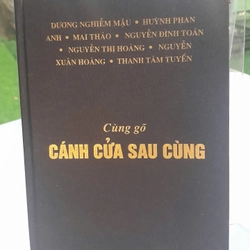 DƯƠNG NGHIỄM MẬU • HUỲNH PHAN
ANH • MAI THẢO • NGUYỄN ĐÌNH TOÀN
• NGUYỄN THỊ HOÀNG • NGUYỄN
XUÂN HOÀNG • THANH TÂM TUYỀN
Cùng gõ
CÁNH CỬA SAU CÙNG